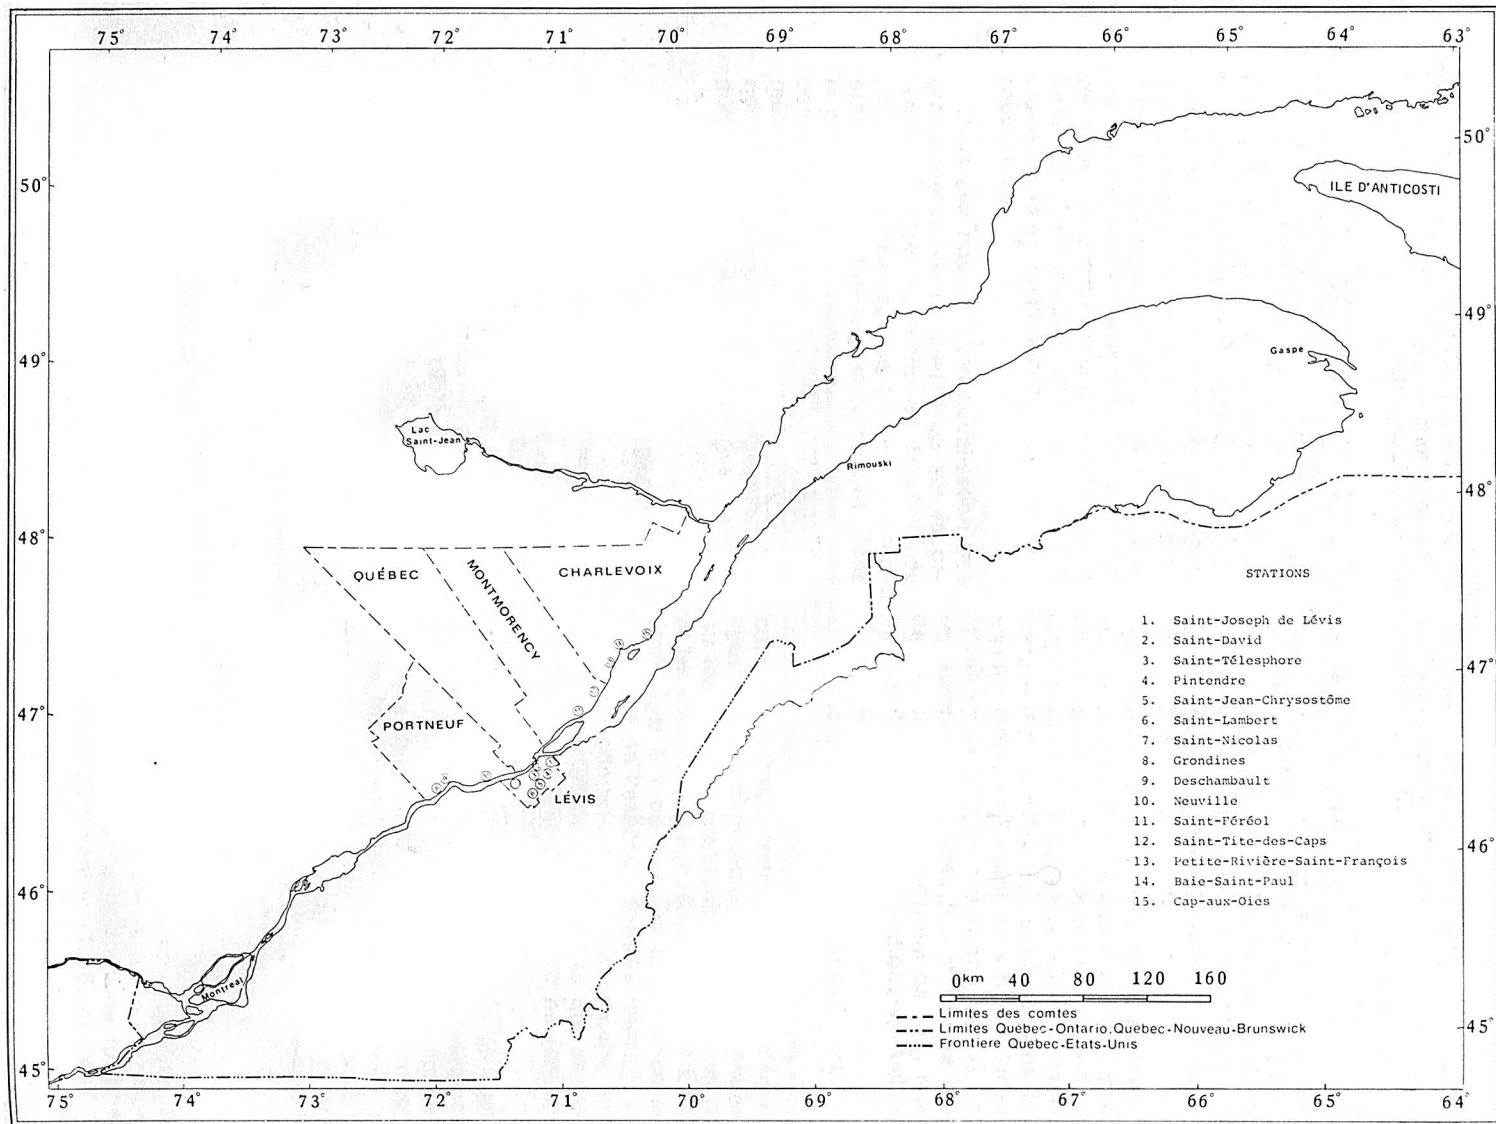 75° 74° 73° 72° 71° 70° 69° 68° 67° 66° 65° 64° 63°
50°
50°
ILE D'ANTICOSTI
49°
Gaspé
49°
Lac
Saint-Jean
Rimouski
48°
48°
QUÉBEC
MONTMORENCY
CHARLEVOIX
STATIONS
1. Saint-Joseph de Lévis
2. Saint-David
3. Saint-Télesphore
4. Pintendre
5. Saint-Jean-Chrysostôme
6. Saint-Lambert
7. Saint-Nicolas
8. Grondines
9. Deschambault
10. Neuville
11. Saint-Féréol
12. Saint-Tite-des-Caps
13. Petite-Rivière-Saint-François
14. Baie-Saint-Paul
15. Cap-aux-Oies
47°
47°
PORTNEUF
LÉVIS
46°
46°
Montréal
0km 40 80 120 160
Limites des comtés
Limites Québec-Ontario.Québec-Nouveau-Brunswick
Frontiere Québec-Etats-Unis
45°
45°
75° 74° 73° 72° 71° 70° 69° 68° 67° 66° 65° 64°